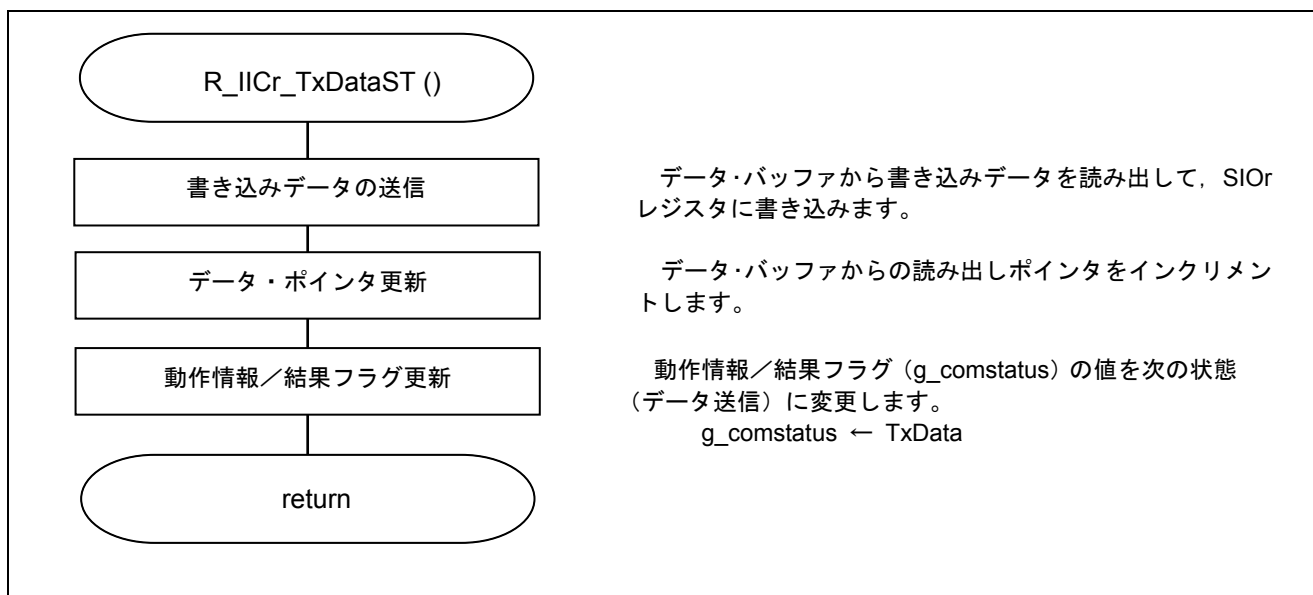 R_IICr_TxDataST ()
書き込みデータの送信
データ･バッファから書き込みデータを読み出して，SIOr
レジスタに書き込みます。
データ・ポインタ更新
データ･バッファからの読み出しポインタをインクリメン
トします。
動作情報／結果フラグ更新
動作情報／結果フラグ（g_comstatus）の値を次の状態
（データ送信）に変更します。
g_comstatus ← TxData
return